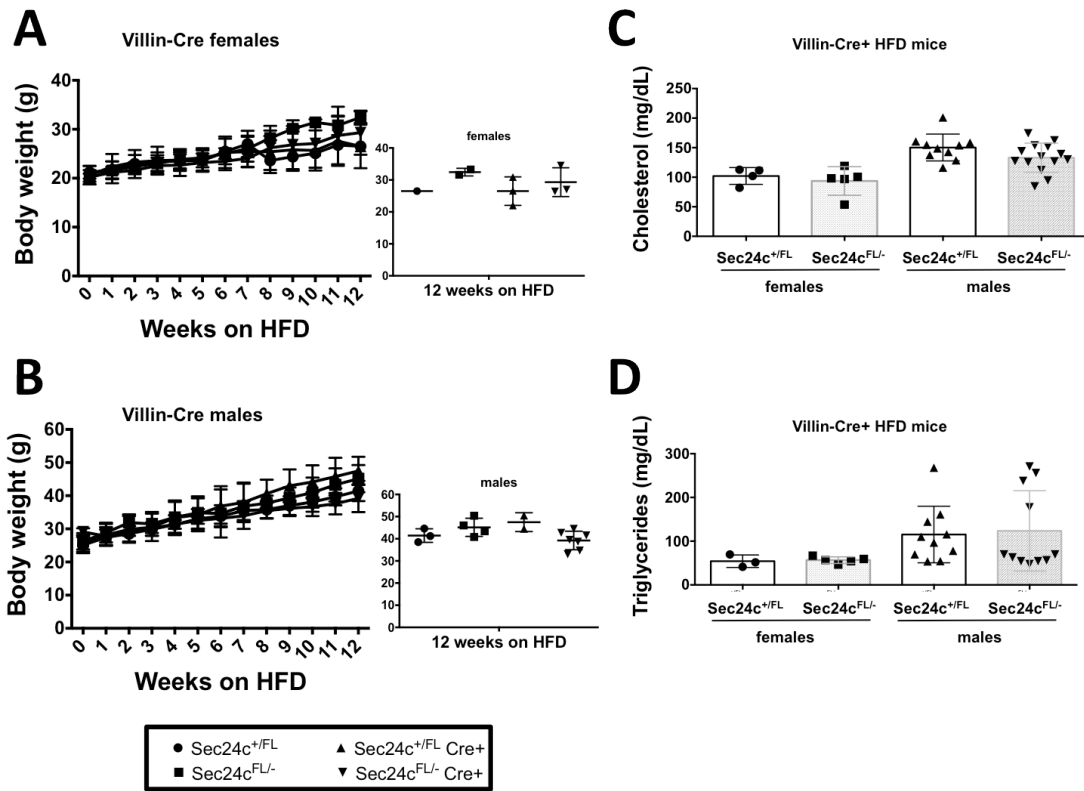 A
Villin-Cre females
Body weight (g)
40
30
20
10
0
0 1 2 3 4 5 6 7 8 9 10 11 12
Weeks on HFD
females
40
30
20
10
0
12 weeks on HFD
B
Villin-Cre males
Body weight (g)
60
50
40
30
20
10
0
0 1 2 3 4 5 6 7 8 9 10 11 12
Weeks on HFD
males
60
50
40
30
20
10
0
12 weeks on HFD
Sec24c+/FL
Sec24cFL/-
Sec24c+/FL Cre+
Sec24cFL/- Cre+
C
Villin-Cre+ HFD mice
Cholesterol (mg/dL)
250
200
150
100
50
0
Sec24c+/FL Sec24cFL/- Sec24c+/FL Sec24cFL/-
females males
D
Villin-Cre+ HFD mice
Triglycerides (mg/dL)
300
200
100
50
0
Sec24c+/FL Sec24cFL/- Sec24c+/FL Sec24cFL/-
females males